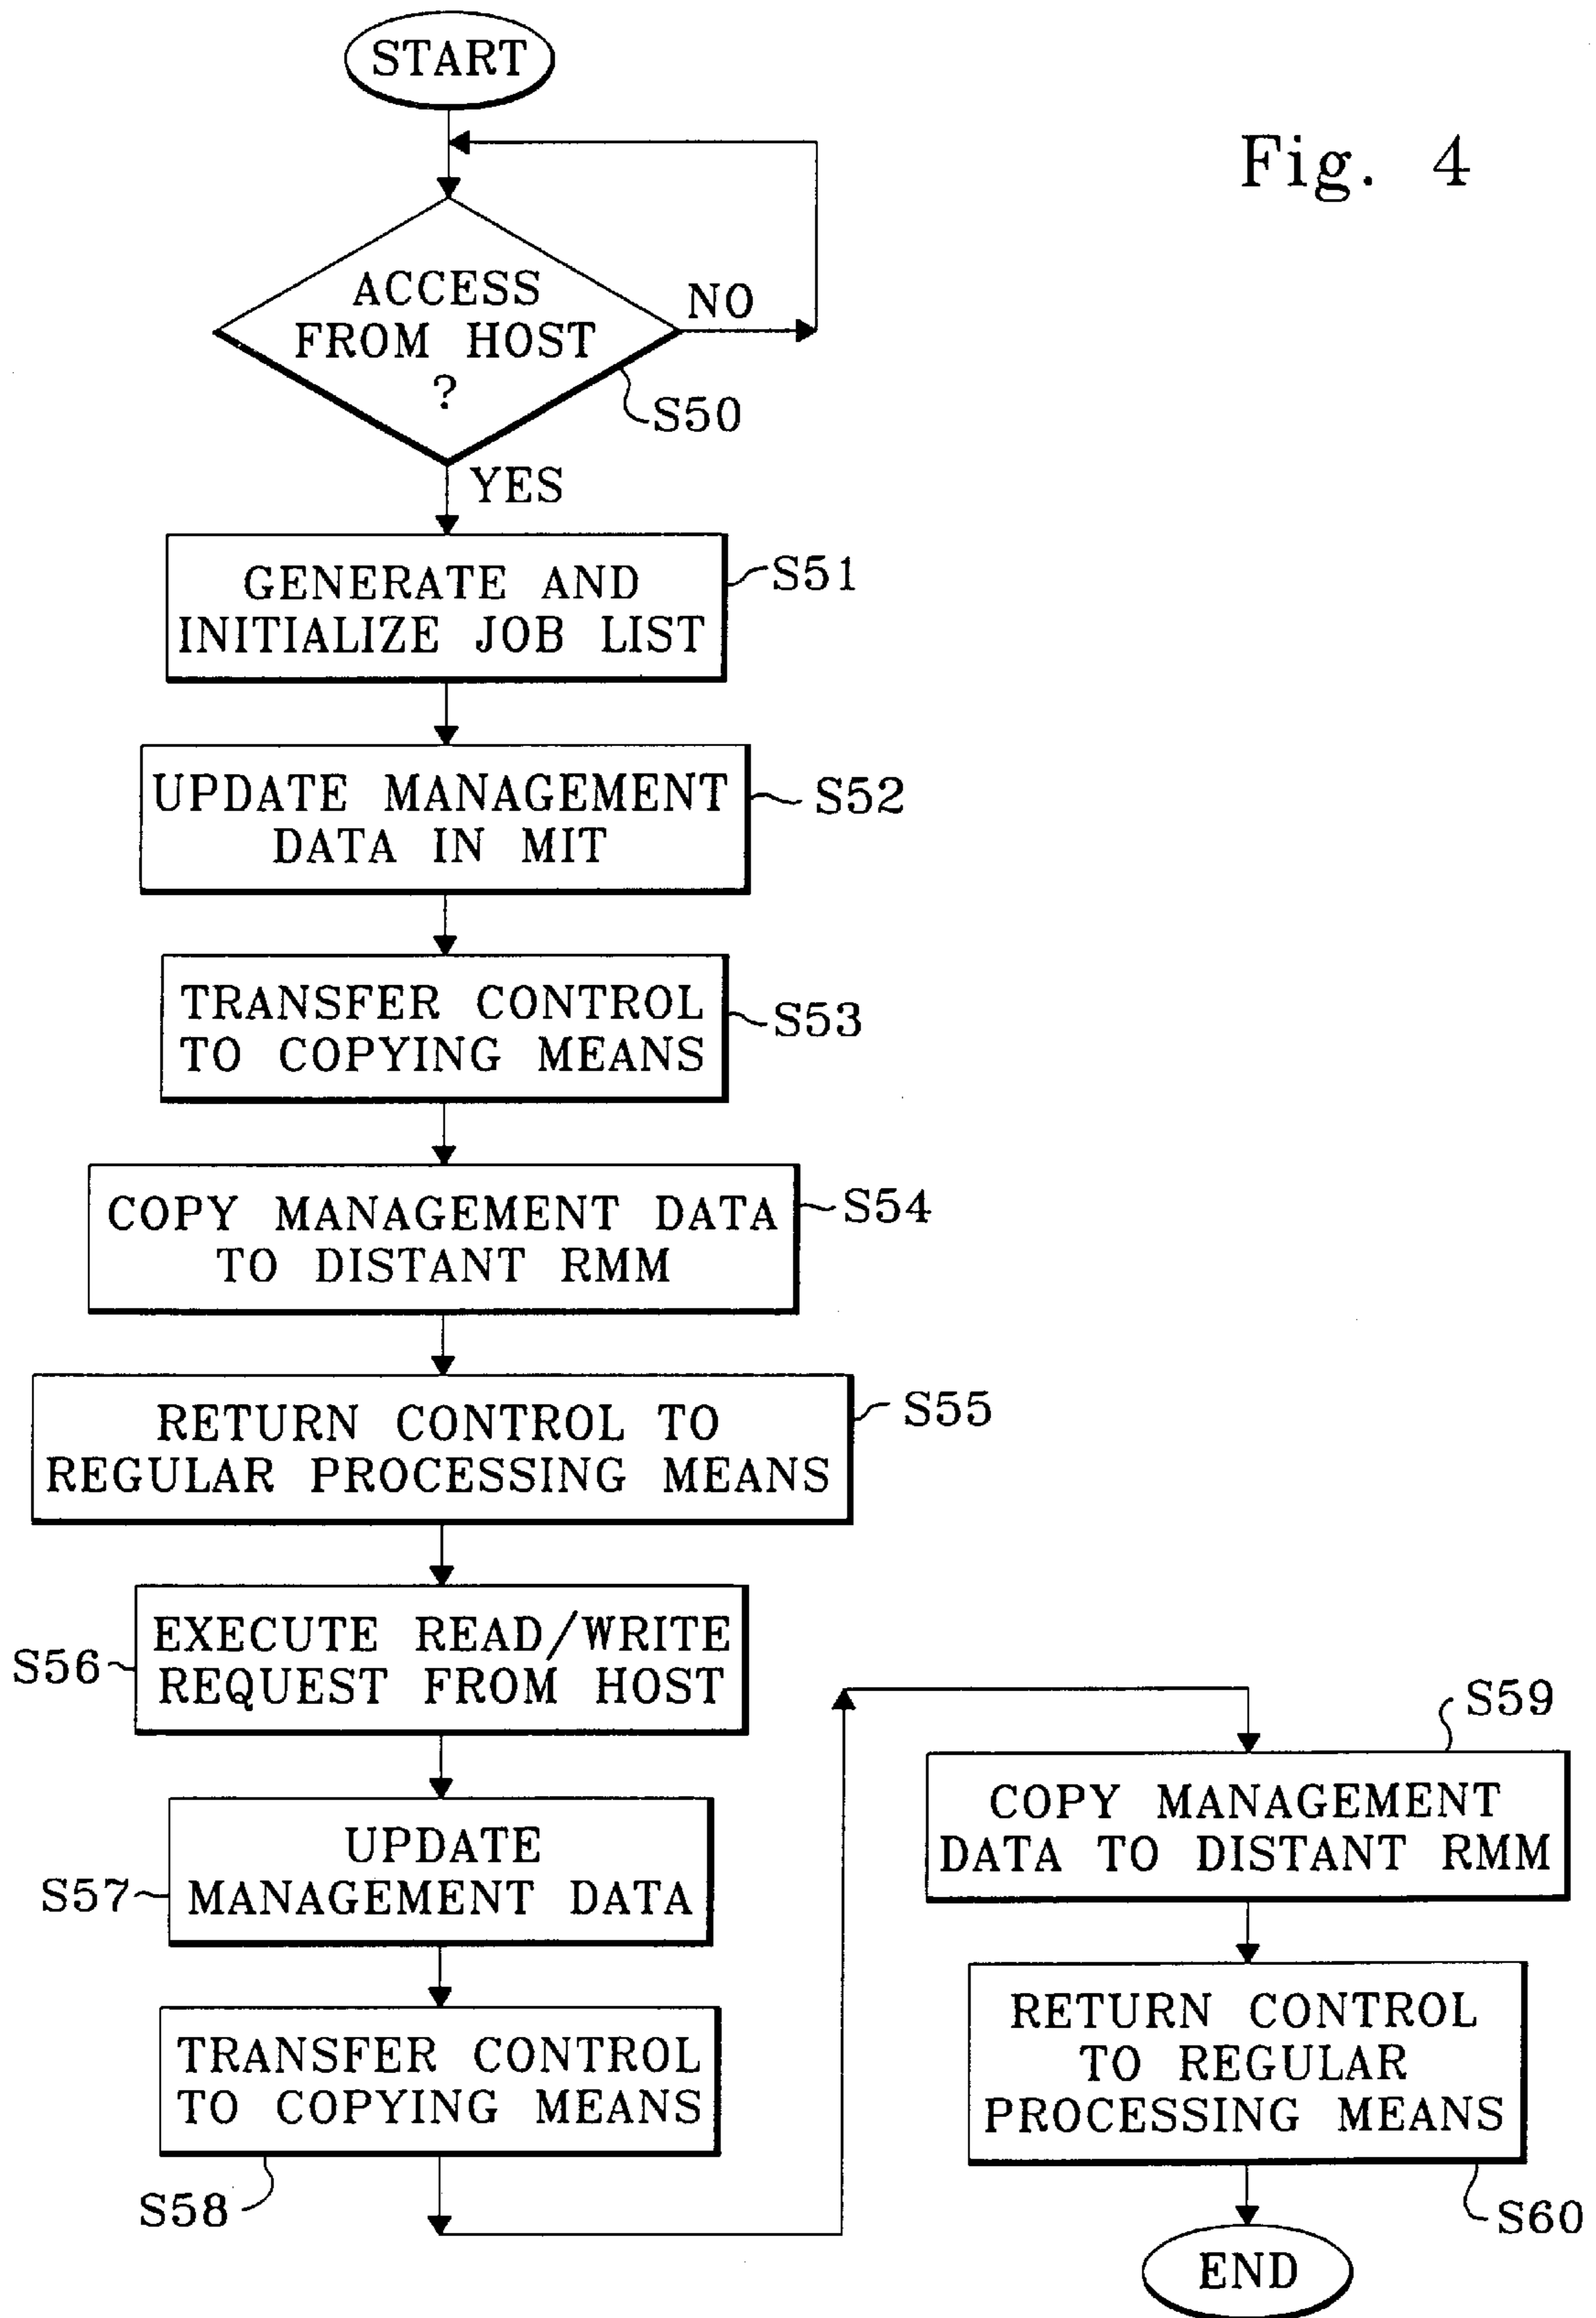 START
Fig. 4
ACCESS
FROM HOST
?
NO
S50
YES
GENERATE AND
INITIALIZE JOB LIST
S51
UPDATE MANAGEMENT
DATA IN MIT
S52
TRANSFER CONTROL
TO COPYING MEANS
S53
COPY MANAGEMENT DATA
TO DISTANT RMM
S54
RETURN CONTROL TO
REGULAR PROCESSING MEANS
S55
EXECUTE READ/WRITE
REQUEST FROM HOST
S56
UPDATE
MANAGEMENT DATA
S57
TRANSFER CONTROL
TO COPYING MEANS
S58
S59
COPY MANAGEMENT
DATA TO DISTANT RMM
RETURN CONTROL
TO REGULAR
PROCESSING MEANS
S60
END